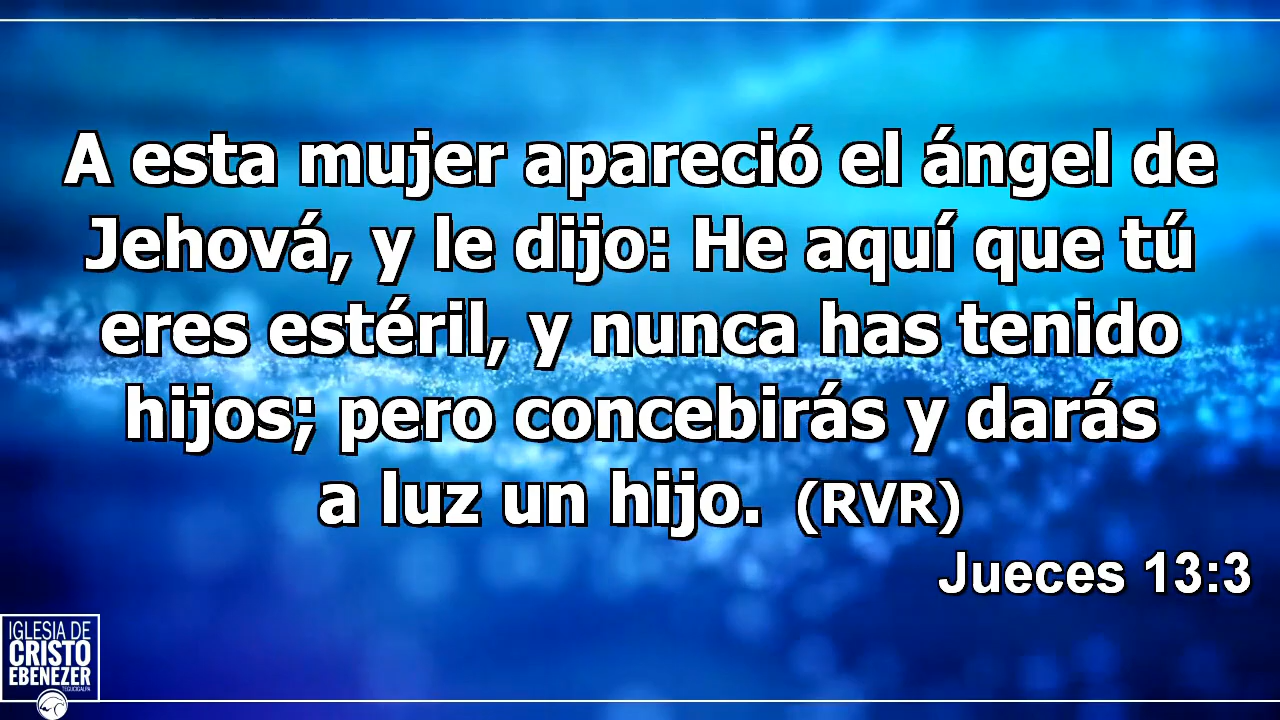 A esta mujer apareció el ángel de
Jehová, y le dijo: He aquí que tú
eres estéril, y nunca has tenido
hijos; pero concebirás y darás
a luz un hijo. (RVR)
Jueces 13:3
IGLESIA DE
CRISTO
EBENEZER
TEGUCIGALPA